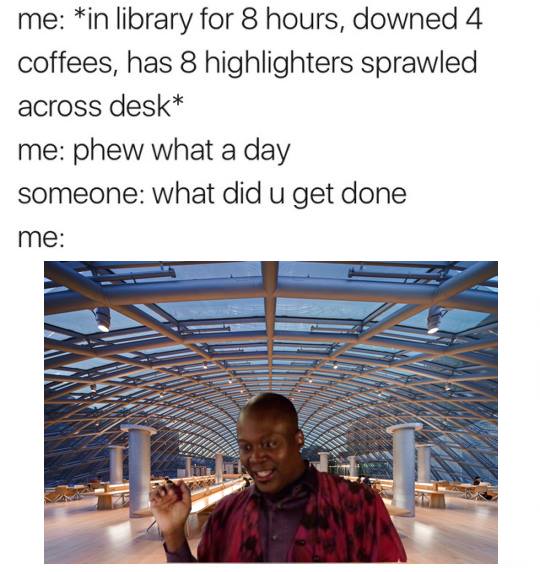 me: *in library for 8 hours, downed 4
coffees, has 8 highlighters sprawled
across desk*
me: phew what a day
someone: what did u get done
me: